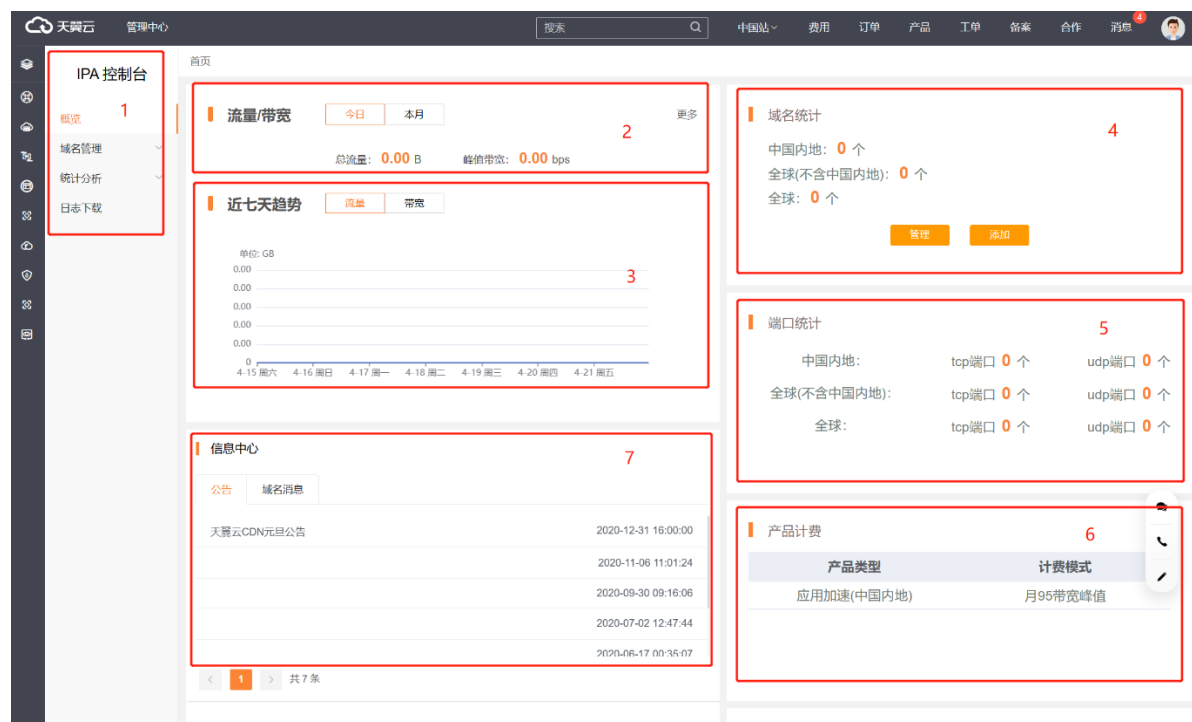 天翼云 管理中心 搜索 中国站 费用 订单 产品 工单 备案 合作 消息 4
IPA 控制台
1
概览
域名管理
统计分析
日志下载
首页
流量/带宽 今日 本月 更多
2
总流量: 0.00 B 峰值带宽: 0.00 bps
近七天趋势 流量 带宽
单位: GB
3
0.00
0.00
0.00
0.00
0.00
0
4-15 周六 4-16 周日 4-17 周一 4-18 周二 4-19 周三 4-20 周四 4-21 周五
信息中心
7
公告 域名消息
天翼云CDN元旦公告 2020-12-31 16:00:00
2020-11-06 11:01:24
2020-09-30 09:16:06
2020-07-02 12:47:44
2020-06-17 00:35:07
1 共 7 条
域名统计
4
中国内地: 0 个
全球(不含中国内地): 0 个
全球: 0 个
管理 添加
端口统计
5
中国内地: tcp端口 0 个 udp端口 0 个
全球(不含中国内地): tcp端口 0 个 udp端口 0 个
全球: tcp端口 0 个 udp端口 0 个
产品计费
6
产品类型 计费模式
应用加速(中国内地) 月95带宽峰值